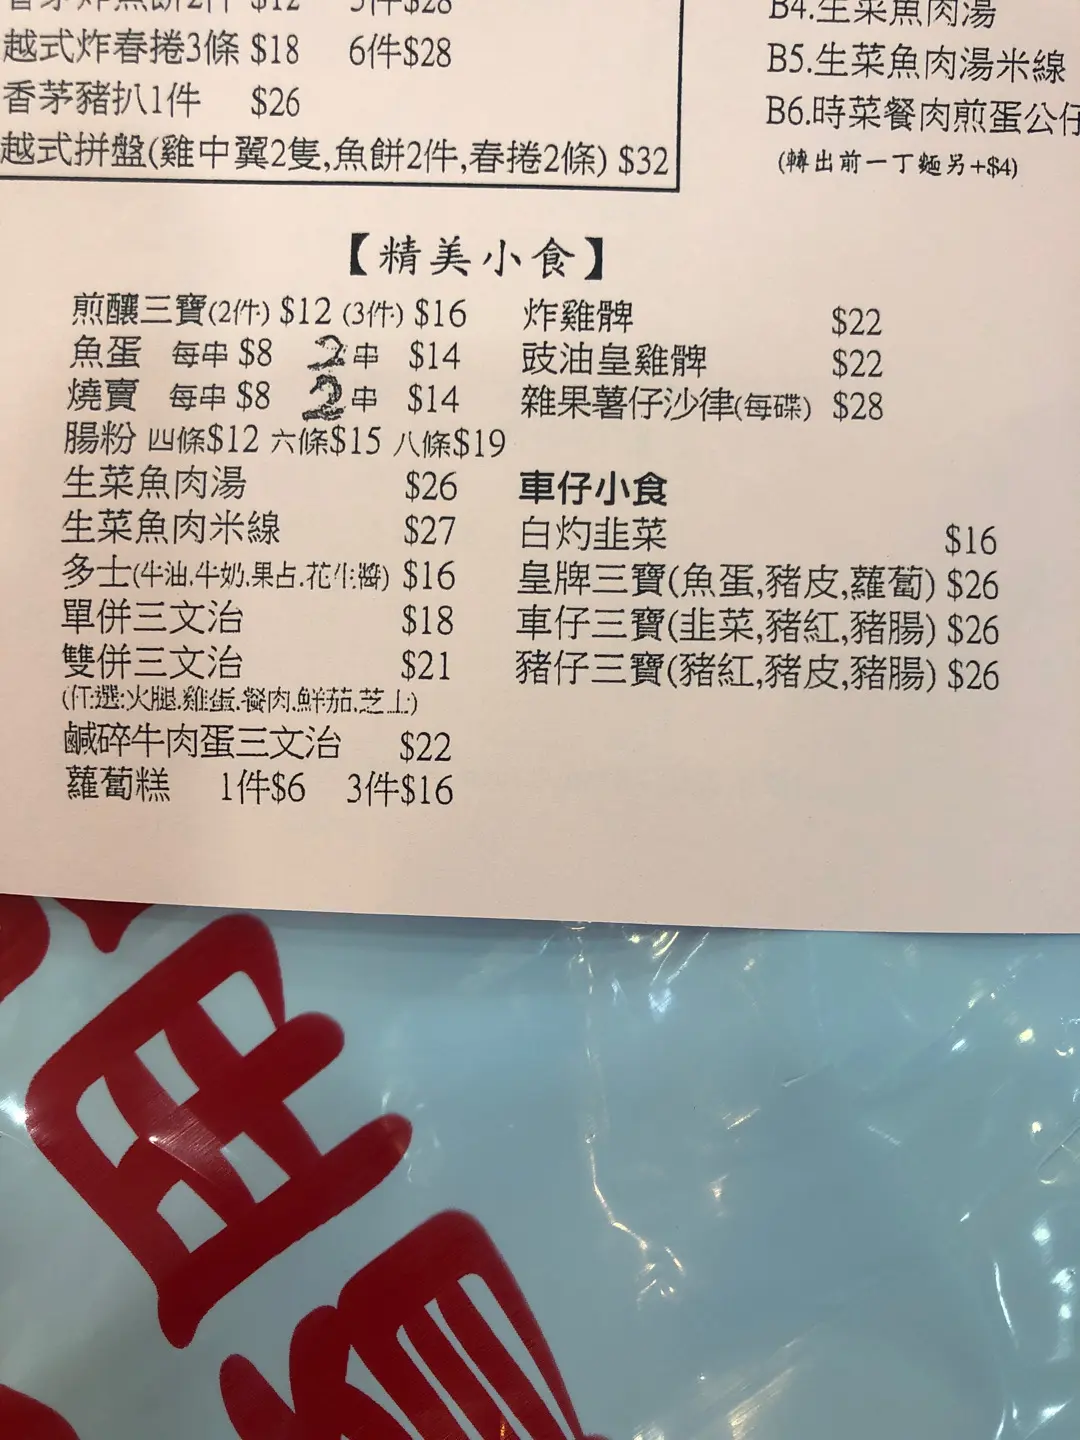 越式炸春捲3條 $18 6件$28
香茅豬扒1件 $26
越式拼盤(雞中翼2隻,魚餅2件,春捲2條) $32
B4.生菜魚肉湯
B5.生菜魚肉湯米線
B6.時菜餐肉煎蛋公仔
(轉出前一丁麵另+$4)
【精美小食】
煎釀三寶(2件) $12 (3件) $16
魚蛋 每串 $8 2串 $14
燒賣 每串 $8 2串 $14
腸粉 四條$12 六條$15 八條$19
生菜魚肉湯 $26
生菜魚肉米線 $27
多士(牛油.牛奶.果占.花生醬) $16
單併三文治 $18
雙併三文治 $21
(任選:火腿.雞蛋.餐肉.鮮茄.芝士)
鹹碎牛肉蛋三文治 $22
蘿蔔糕 1件$6 3件$16
炸雞髀 $22
豉油皇雞髀 $22
雜果薯仔沙律(每碟) $28
車仔小食
白灼韭菜 $16
皇牌三寶(魚蛋,豬皮,蘿蔔) $26
車仔三寶(韭菜,豬紅,豬腸) $26
豬仔三寶(豬紅,豬皮,豬腸) $26